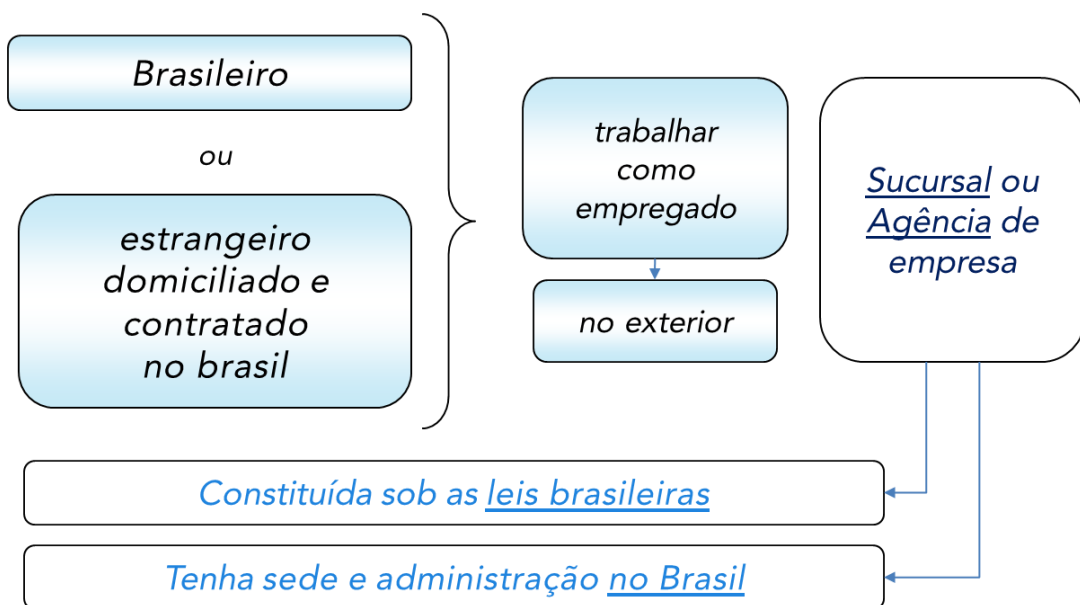 Brasileiro
ou
estrangeiro
domiciliado e
contratado
no brasil
trabalhar
como
empregado
no exterior
Sucursal ou
Agência de
empresa
Constituída sob as leis brasileiras
Tenha sede e administração no Brasil